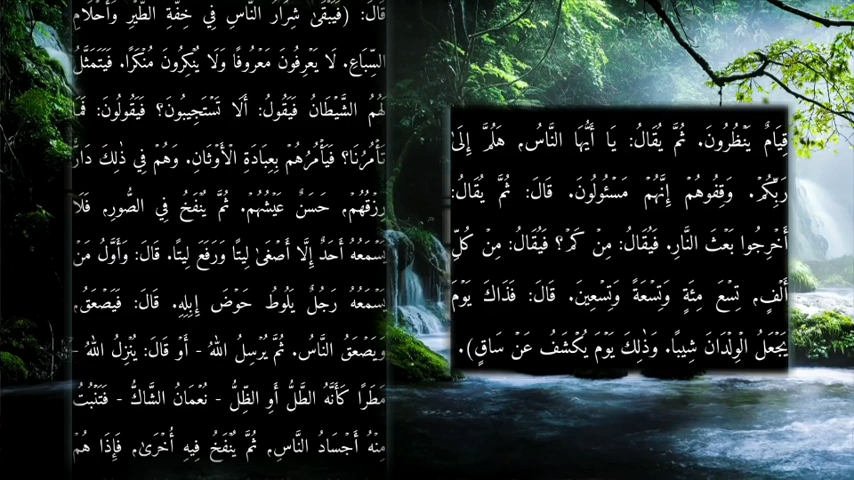 قَالَ: (فَيَبْقَىٰ شِرَارُ النَّاسِ فِي خِفَّةِ الطَّيْرِ وَأَحْلَامِ
السِّبَاعِ. لَا يَعْرِفُونَ مَعْرُوفًا وَلَا يُنْكِرُونَ مُنْكَرًا. فَيَتَمَثَّلُ
لَهُمُ الشَّيْطَانُ فَيَقُولُ: أَلَا تَسْتَجِيبُونَ؟ فَيَقُولُونَ: فَمَا
تَأْمُرُنَا؟ فَيَأْمُرُهُمْ بِعِبَادَةِ الْأَوْثَانِ. وَهُمْ فِي ذٰلِكَ دَارٌّ
رِزْقُهُمْ، حَسَنٌ عَيْشُهُمْ. ثُمَّ يُنْفَخُ فِي الصُّورِ، فَلَا
يَسْمَعُهُ أَحَدٌ إِلَّا أَصْغَىٰ لِيتًا وَرَفَعَ لِيتًا. قَالَ: وَأَوَّلُ مَنْ
يَسْمَعُهُ رَجُلٌ يَلُوطُ حَوْضَ إِبِلِهِ. قَالَ: فَيَصْعَقُ،
وَيَصْعَقُ النَّاسُ. ثُمَّ يُرْسِلُ اللهُ - أَوْ قَالَ: يُنْزِلُ اللهُ -
مَطَرًا كَأَنَّهُ الطَّلُّ أَوِ الظِّلُّ - نُعْمَانُ الشَّاكُّ - فَتَنْبُتُ
مِنْهُ أَجْسَادُ النَّاسِ، ثُمَّ يُنْفَخُ فِيهِ أُخْرَىٰ، فَإِذَا هُمْ
قِيَامٌ يَنْظُرُونَ. ثُمَّ يُقَالُ: يَا أَيُّهَا النَّاسُ، هَلُمَّ إِلَىٰ
رَبِّكُمْ. وَقِفُوهُمْ إِنَّهُمْ مَسْئُولُونَ. قَالَ: ثُمَّ يُقَالُ:
أَخْرِجُوا بَعْثَ النَّارِ. فَيُقَالُ: مِنْ كَمْ؟ فَيُقَالُ: مِنْ كُلِّ
أَلْفٍ، تِسْعَ مِئَةٍ وَتِسْعَةً وَتِسْعِينَ. قَالَ: فَذَاكَ يَوْمَ
يَجْعَلُ الْوِلْدَانَ شِيبًا. وَذٰلِكَ يَوْمَ يُكْشَفُ عَنْ سَاقٍ).